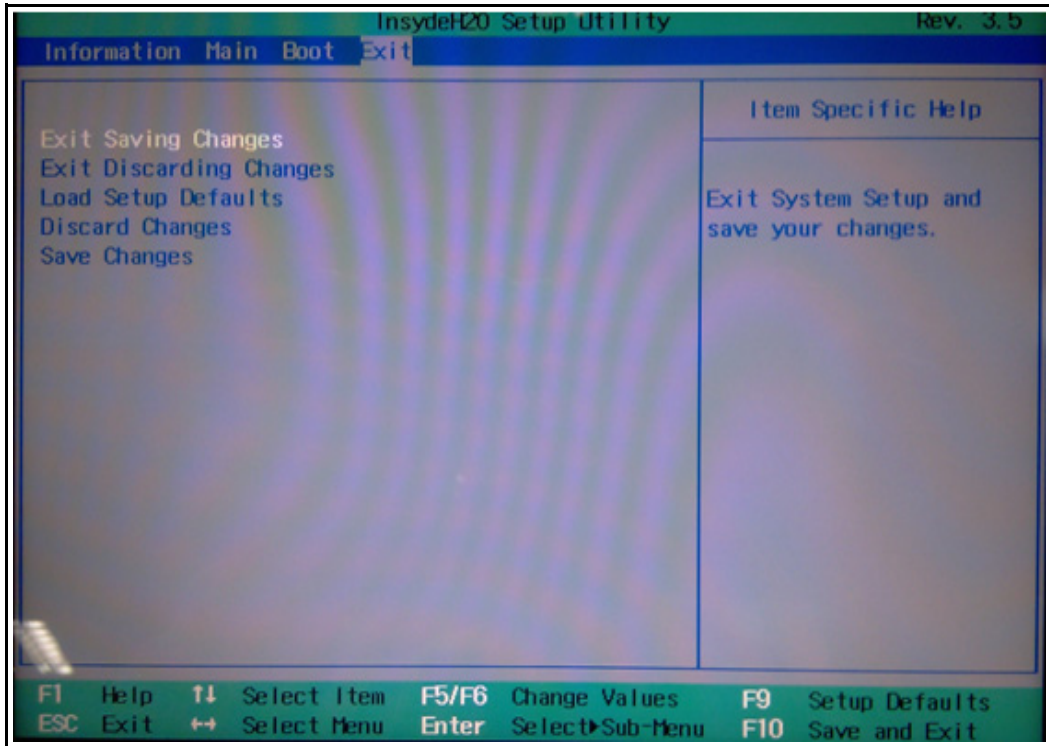 InsydeH20 Setup Utility Rev. 3.5
Information Main Boot Exit
Item Specific Help
Exit Saving Changes
Exit Discarding Changes
Load Setup Defaults
Discard Changes
Save Changes
Exit System Setup and
save your changes.
F1 Help ↑↓ Select Item F5/F6 Change Values F9 Setup Defaults
ESC Exit ↔ Select Menu Enter Select▶Sub-Menu F10 Save and Exit